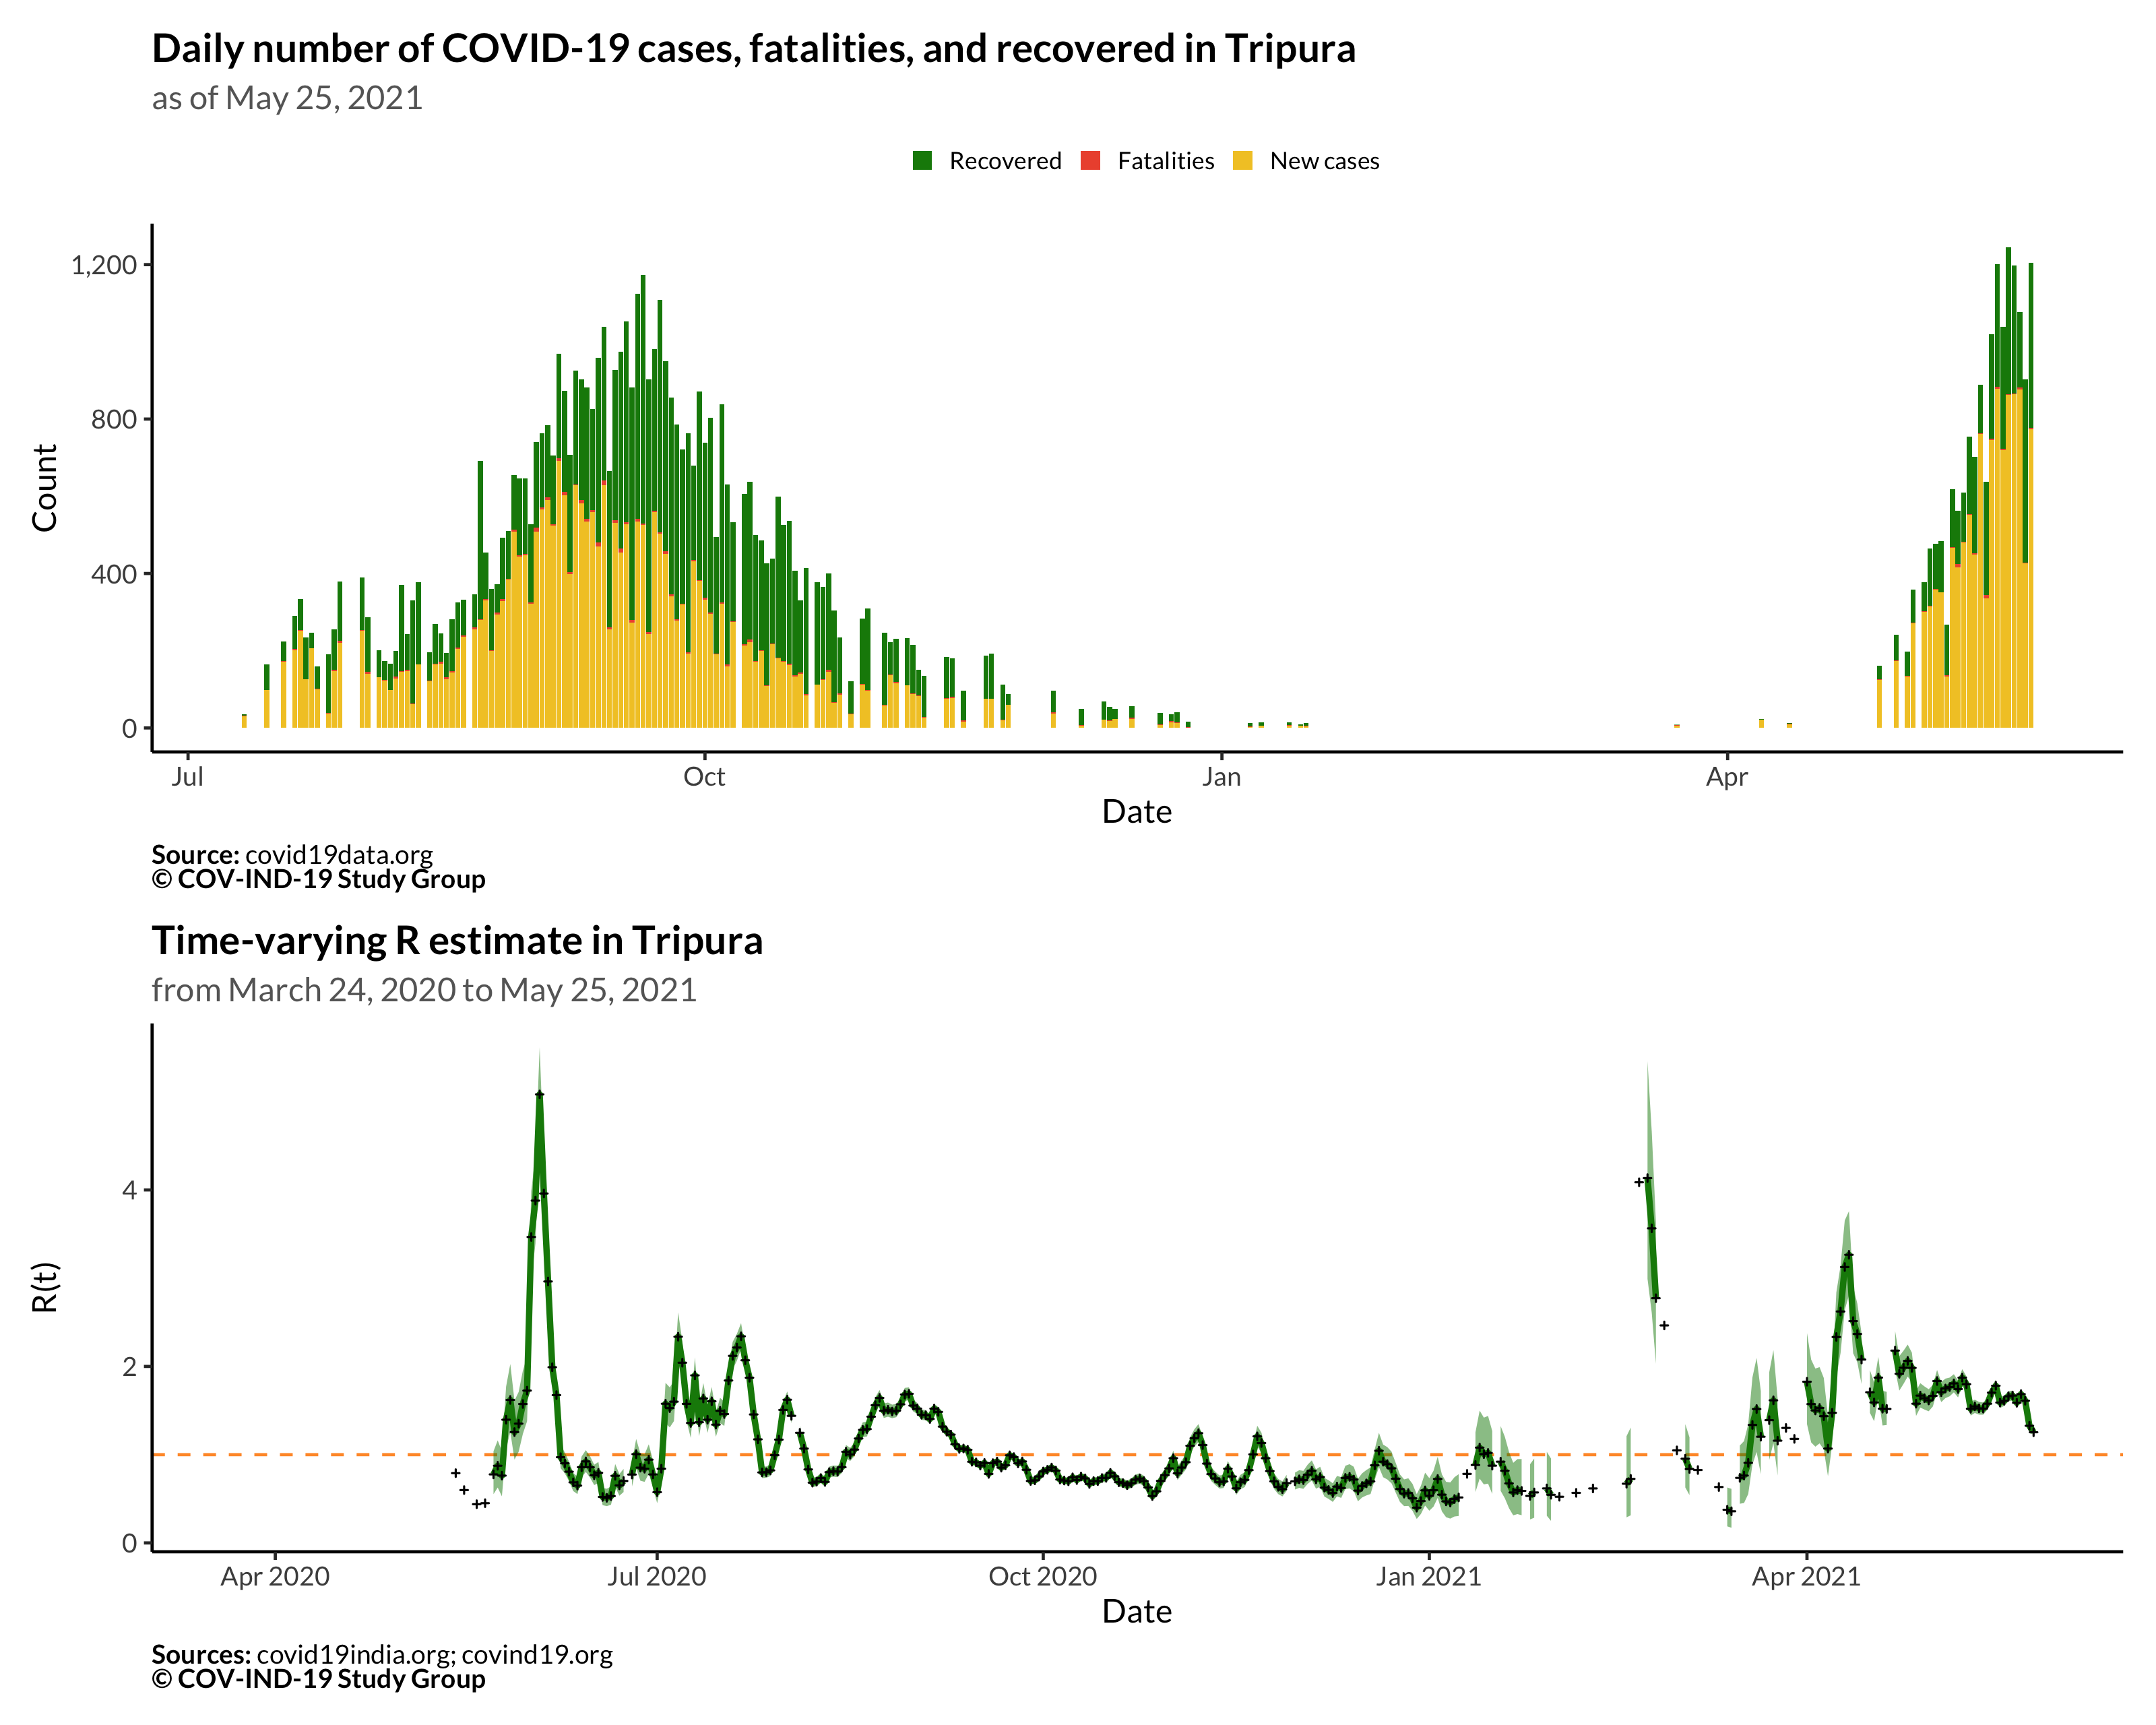 Daily number of COVID-19 cases, fatalities, and recovered in Tripura
as of May 25, 2021
Recovered Fatalities New cases
1,200
800
400
0
Count
Jul Oct Jan Apr
Date
Source: covid19data.org
© COV-IND-19 Study Group
Time-varying R estimate in Tripura
from March 24, 2020 to May 25, 2021
4
2
0
R(t)
Apr 2020 Jul 2020 Oct 2020 Jan 2021 Apr 2021
Date
Sources: covid19india.org; covind19.org
© COV-IND-19 Study Group